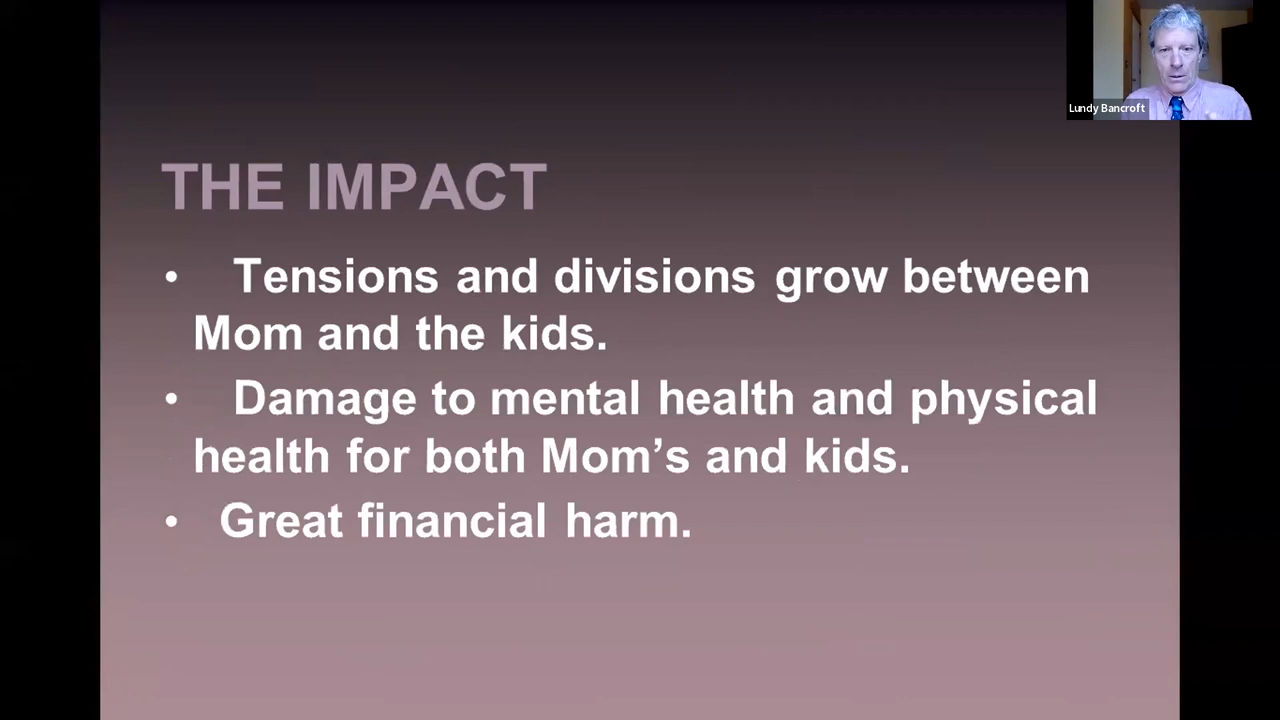 Lundy Bancroft
THE IMPACT
• Tensions and divisions grow between
Mom and the kids.
• Damage to mental health and physical
health for both Mom’s and kids.
• Great financial harm.